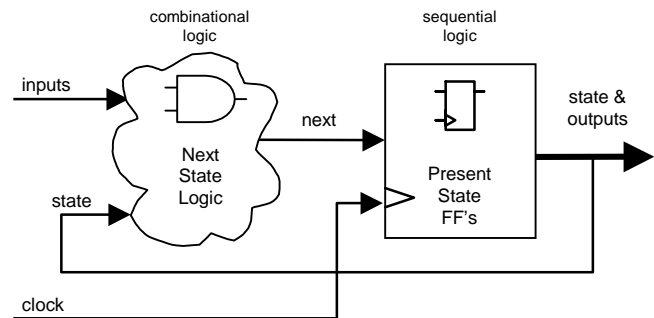 combinational
logic
sequential
logic
inputs
next
state &
outputs
Next
State
Logic
Present
State
FF's
state
clock